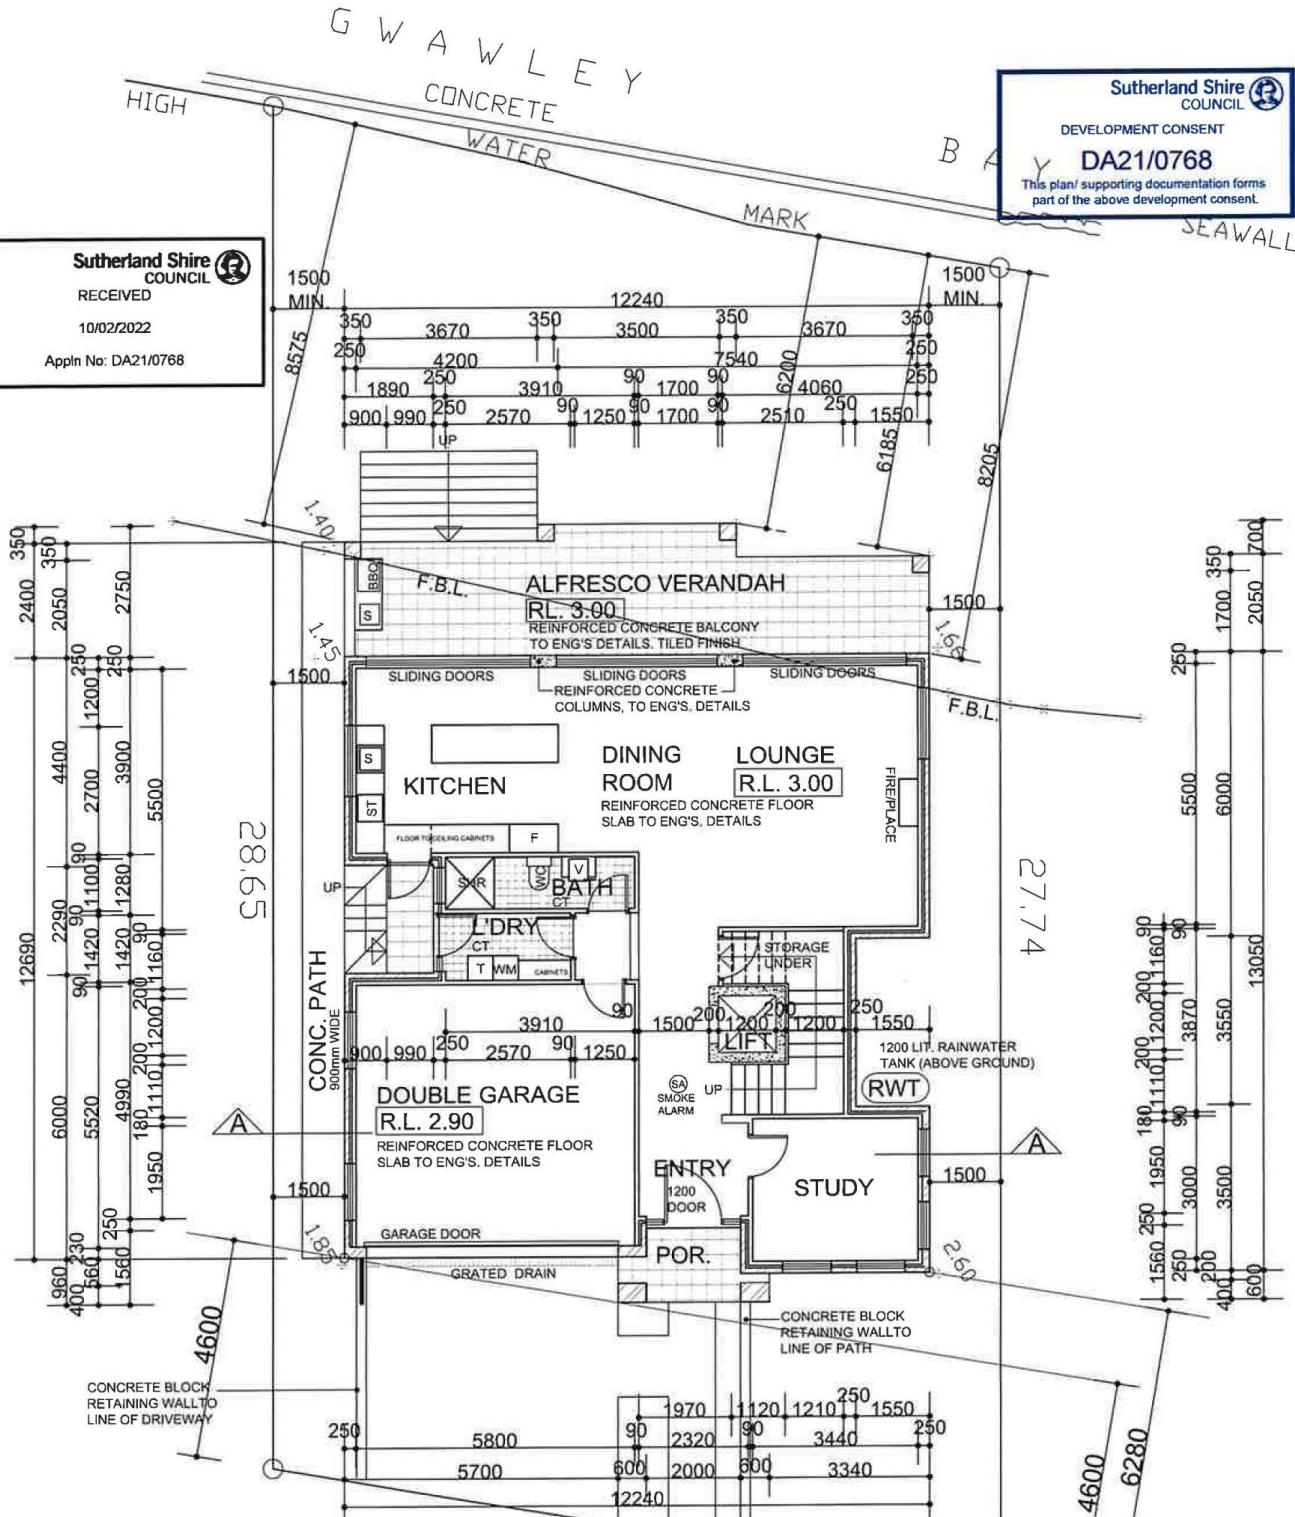 GWAWLEY
BAY
HIGH
CONCRETE
WATER
MARK
SEAWALL
Sutherland Shire
COUNCIL
DEVELOPMENT CONSENT
DA21/0768
This plan/ supporting documentation forms
part of the above development consent.
Sutherland Shire
COUNCIL
RECEIVED
10/02/2022
Appln No: DA21/0768
1500
MIN.
12240
1500
MIN.
350 3670 350 3500 350 3670 350
250 4200 7540 250
1890 250 3910 90 1700 90 4060 250
900 990 250 2570 90 1250 90 1700 90 2510 250 1550
8575
6200
6185
8205
UP
1.40
F.B.L.
BBQ
S
ALFRESCO VERANDAH
RL. 3.00
REINFORCED CONCRETE BALCONY
TO ENG'S DETAILS. TILED FINISH
1500
1.45
1500
SLIDING DOORS
SLIDING DOORS
SLIDING DOORS
REINFORCED CONCRETE
COLUMNS, TO ENG'S. DETAILS
F.B.L.
S
ST
KITCHEN
DINING
ROOM
LOUNGE
R.L. 3.00
REINFORCED CONCRETE FLOOR
SLAB TO ENG'S. DETAILS
FIREPLACE
FLOOR TO CEILING CABINETS
F
28.65
27.74
UP
SHR
WC
V
BATH
CT
L'DRY
CT
T
WM
CABINETS
STORAGE
UNDER
LIFT
CONC. PATH
900mm WIDE
3910 90 1500 200 1200 200 1200 250 1550
900 990 250 2570 90 1250
1200 LIT. RAINWATER
TANK (ABOVE GROUND)
RWT
DOUBLE GARAGE
R.L. 2.90
REINFORCED CONCRETE FLOOR
SLAB TO ENG'S. DETAILS
SA
SMOKE
ALARM
UP
A
A
1500
ENTRY
1200
DOOR
STUDY
1500
1.85
GARAGE DOOR
POR.
2.60
GRATED DRAIN
CONCRETE BLOCK
RETAINING WALL TO
LINE OF PATH
CONCRETE BLOCK
RETAINING WALL TO
LINE OF DRIVEWAY
4600
4600
6280
1970 1120 1210 250 1550
250 5800 90 2320 90 3440 250
5700 600 2000 600 3340
12240
350 2400 12690
350 2050 4400 2290 6000 960
250 1200 2700 90 1100 90 1420 90 5520 230 560 400
2750 250 3900 1280 1420 4990 250 1560
5500 90 1160 200 1200 200 1110 180 1950
90 1160 200 1200 200 1110 180 1950 250 1560
250 5500 90 3870 90 3000 250
350 1700 6000 3550 3500 200 400
700 2050 13050 600